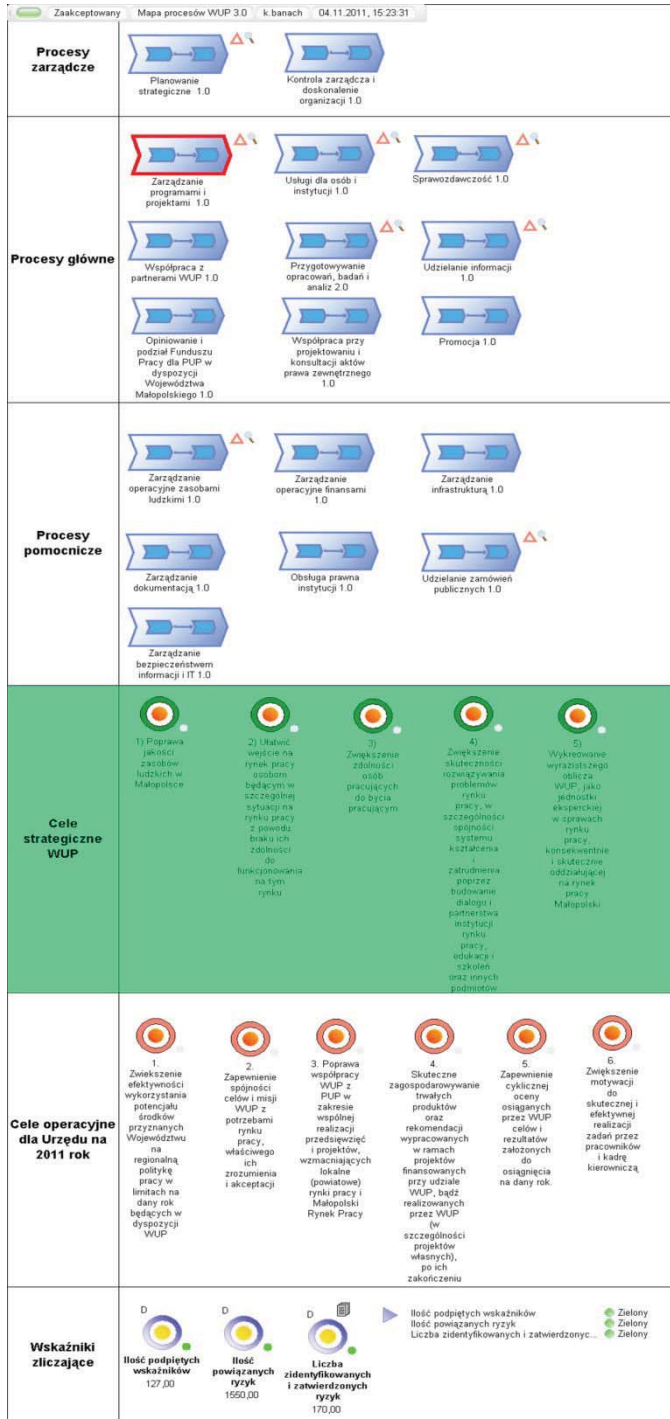 Zaakceptowany Mapa procesów WUP 3.0 k.banach 04.11.2011, 15:23:31
Procesy
zarządcze
Planowanie
strategiczne 1.0
Kontrola zarządcza i
doskonalenie
organizacji 1.0
Procesy główne
Zarządzanie
programami i
projektami 1.0
Usługi dla osób i
instytucji 1.0
Sprawozdawczość 1.0
Współpraca z
partnerami WUP 1.0
Przygotowywanie
opracowań, badań i
analiz 2.0
Udzielanie informacji
1.0
Opiniowanie i
podział Funduszu
Pracy dla PUP w
dyspozycji
Województwa
Małopolskiego 1.0
Współpraca przy
projektowaniu i
konsultacji aktów
prawa zewnętrznego
1.0
Promocja 1.0
Procesy
pomocnicze
Zarządzanie
operacyjne zasobami
ludzkimi 1.0
Zarządzanie
operacyjne finansami
1.0
Zarządzanie
infrastrukturą 1.0
Zarządzanie
dokumentacją 1.0
Obsługa prawna
instytucji 1.0
Udzielanie zamówień
publicznych 1.0
Zarządzanie
bezpieczeństwem
informacji i IT 1.0
Cele
strategiczne
WUP
1) Poprawa
jakości
zasobów
ludzkich w
Małopolsce
2) Ułatwić
wejście na
rynek pracy
osobom
będącym w
szczególnej
sytuacji na
rynku pracy
z powodu
braku ich
zdolności
do
funkcjonowania
na tym
rynku
3)
Zwiększenie
zdolności
osób
pracujących
do bycia
pracującym
4)
Zwiększenie
skuteczności
rozwiązywania
problemów
rynku
pracy, w
szczególności
spójności
systemu
kształcenia
i
zatrudnienia
poprzez
budowanie
dialogu i
partnerstwa
instytucji
rynku
pracy,
edukacji i
szkoleń
oraz innych
podmiotów
5)
Wykreowanie
wyrazistszego
oblicza
WUP, jako
jednostki
eksperckiej
w sprawach
rynku
pracy,
konsekwentnie
i skutecznie
oddziałującej
na rynek
pracy
Małopolski
Cele operacyjne
dla Urzędu na
2011 rok
1.
Zwiększenie
efektywności
wykorzystania
potencjału
środków
przyznanych
Województwu
na
regionalną
politykę
pracy w
limitach na
dany rok
będących w
dyspozycji
WUP
2.
Zapewnienie
spójności
celów i misji
WUP z
potrzebami
rynku
pracy,
właściwego
ich
zrozumienia
i akceptacji
3. Poprawa
współpracy
WUP z
PUP w
zakresie
wspólnej
realizacji
przedsięwzięć
i projektów,
wzmacniających
lokalne
(powiatowe)
rynki pracy i
Małopolski
Rynek Pracy
4.
Skuteczne
zagospodarowywanie
trwałych
produktów
oraz
rekomendacji
wypracowanych
w ramach
projektów
finansowanych
przy udziale
WUP, bądź
realizowanych
przez WUP
(w
szczególności
projektów
własnych),
po ich
zakończeniu
5.
Zapewnienie
cyklicznej
oceny
osiąganych
przez WUP
celów i
rezultatów
założonych
do
osiągnięcia
na dany rok.
6.
Zwiększenie
motywacji
do
skutecznej i
efektywnej
realizacji
zadań przez
pracowników
i kadrę
kierowniczą
Wskaźniki
zliczające
D
Ilość podpiętych
wskaźników
127,00
D
Ilość
powiązanych
ryzyk
1550,00
D
Liczba
zidentyfikowanych
i zatwierdzonych
ryzyk
170,00
Ilość podpiętych wskaźników Zielony
Ilość powiązanych ryzyk Zielony
Liczba zidentyfikowanych i zatwierdzonyc... Zielony